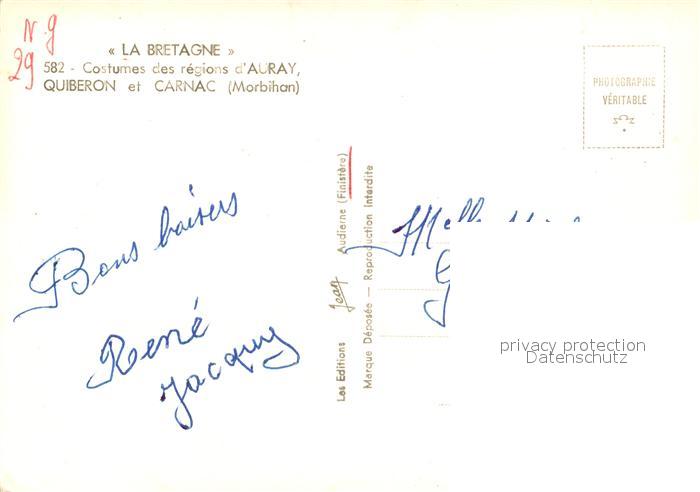 N. 9
29
« LA BRETAGNE »
582 - Costumes des régions d'AURAY,
QUIBERON et CARNAC (Morbihan)
PHOTOGRAPHIE
VÉRITABLE
Bons baisers
René
Jacquy
Les Editions Jean Audierne (Finistère)
Marque Déposée — Reproduction Interdite
Melle
privacy protection
Datenschutz